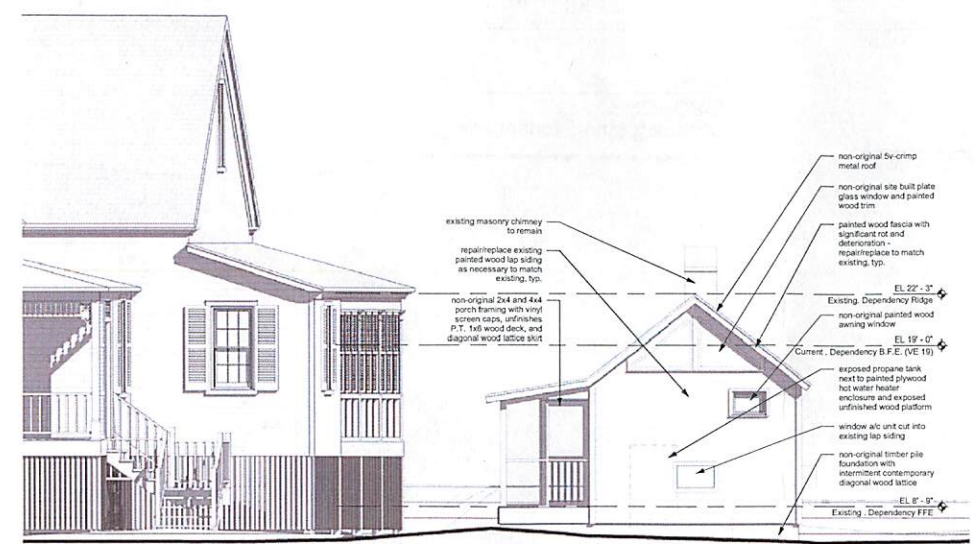 existing masonry chimney
to remain
repair/replace existing
painted wood lap siding
as necessary to match
existing, typ.
non-original 2x4 and 4x4
porch framing with vinyl
screen caps, unfinishes
P.T. 1x6 wood deck, and
diagonal wood lattice skirt
non-original 5v-crimp
metal roof
non-original site built plate
glass window and painted
wood trim
painted wood fascia with
significant rot and
deterioration -
repair/replace to match
existing, typ.
EL 22' - 3"
Existing. Dependency Ridge
non-original painted wood
awning window
EL 19' - 0"
Current . Dependency B.F.E. (VE 19)
exposed propane tank
next to painted plywood
hot water heater
enclosure and exposed
unfinished wood platform
window a/c unit cut into
existing lap siding
non-original timber pile
foundation with
intermittent contemporary
diagonal wood lattice
EL 8' - 9"
Existing . Dependency FFE